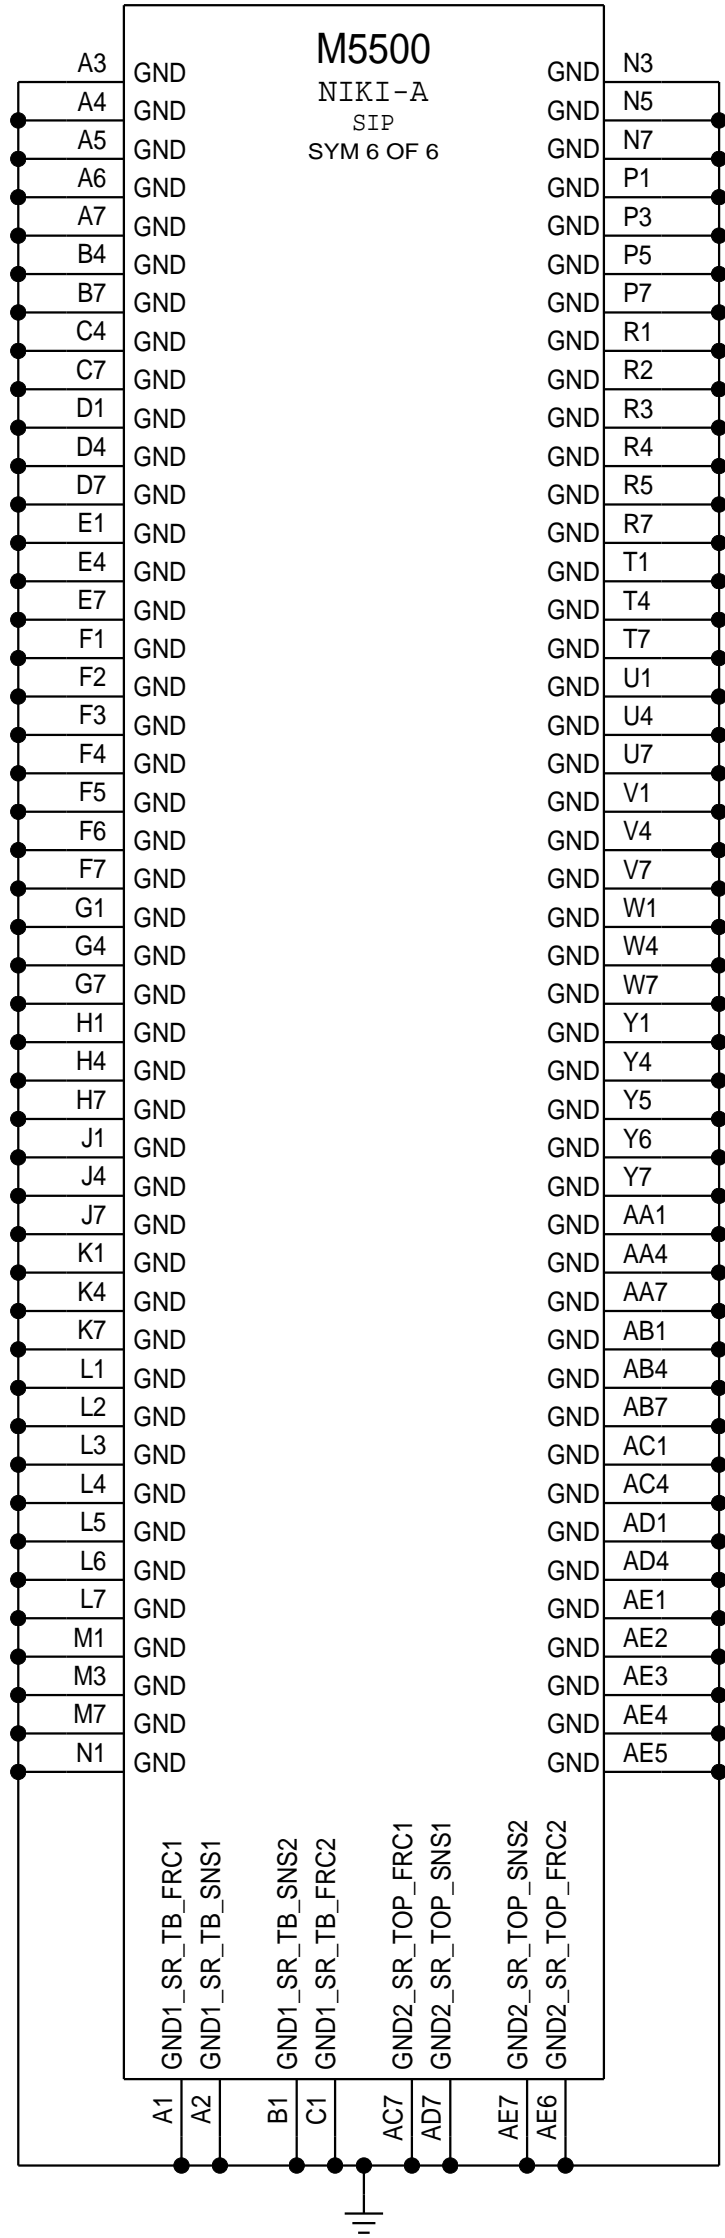 M5500
NIKI-A
SIP
SYM 6 OF 6
A3 GND GND N3
A4 GND GND N5
A5 GND GND N7
A6 GND GND P1
A7 GND GND P3
B4 GND GND P5
B7 GND GND P7
C4 GND GND R1
C7 GND GND R2
D1 GND GND R3
D4 GND GND R4
D7 GND GND R5
E1 GND GND R7
E4 GND GND T1
E7 GND GND T4
F1 GND GND T7
F2 GND GND U1
F3 GND GND U4
F4 GND GND U7
F5 GND GND V1
F6 GND GND V4
F7 GND GND V7
G1 GND GND W1
G4 GND GND W4
G7 GND GND W7
H1 GND GND Y1
H4 GND GND Y4
H7 GND GND Y5
J1 GND GND Y6
J4 GND GND Y7
J7 GND GND AA1
K1 GND GND AA4
K4 GND GND AA7
K7 GND GND AB1
L1 GND GND AB4
L2 GND GND AB7
L3 GND GND AC1
L4 GND GND AC4
L5 GND GND AD1
L6 GND GND AD4
L7 GND GND AE1
M1 GND GND AE2
M3 GND GND AE3
M7 GND GND AE4
N1 GND GND AE5
GND1_SR_TB_FRC1
GND1_SR_TB_SNS1
GND1_SR_TB_SNS2
GND1_SR_TB_FRC2
GND2_SR_TOP_FRC1
GND2_SR_TOP_SNS1
GND2_SR_TOP_SNS2
GND2_SR_TOP_FRC2
A1
A2
B1
C1
AC7
AD7
AE7
AE6